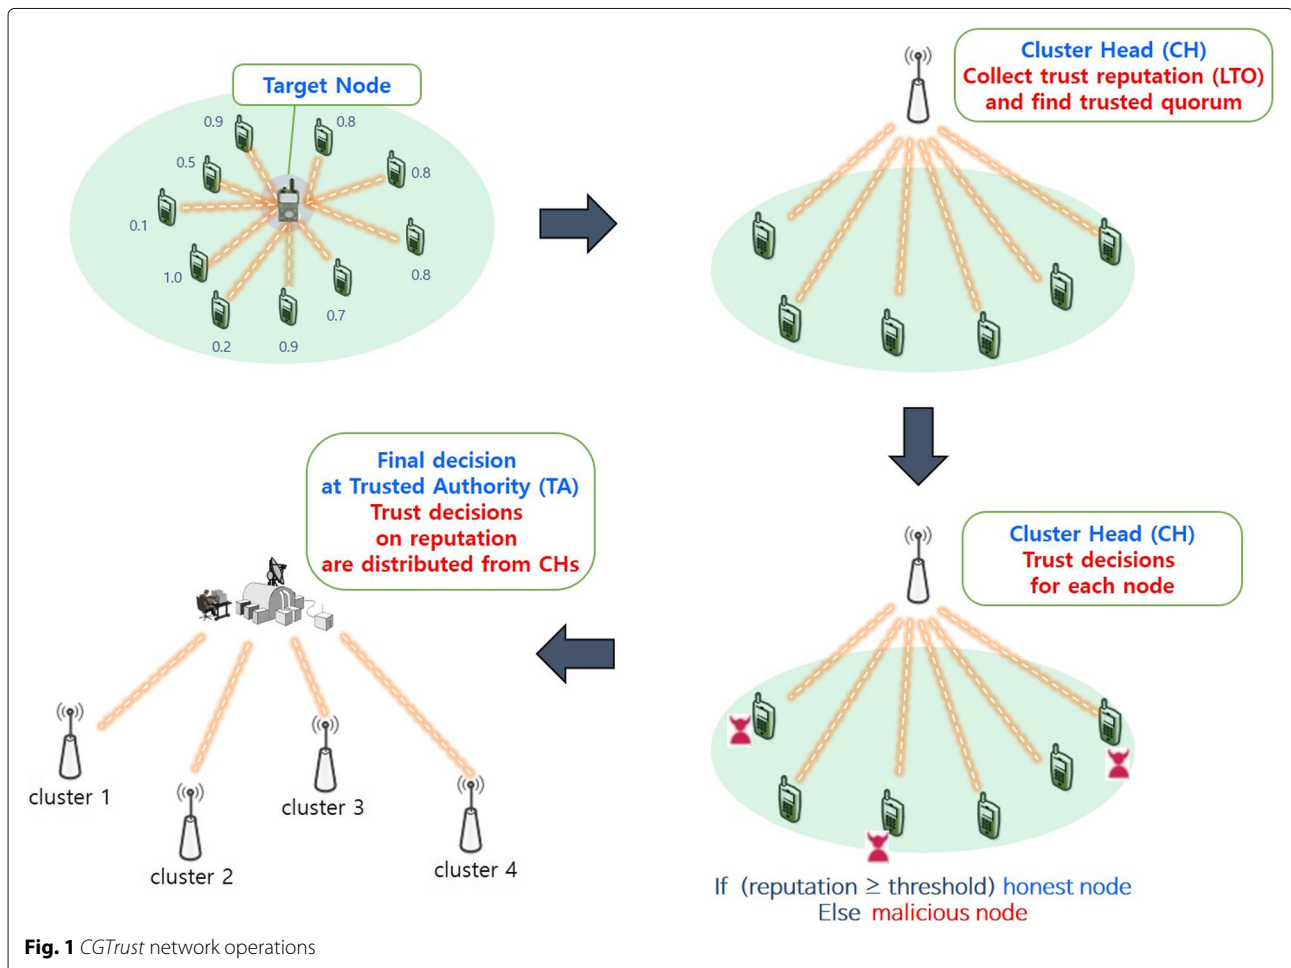 Target Node
0.9
0.8
0.5
0.8
0.1
1.0
0.8
0.7
0.2
0.9
Cluster Head (CH)
Collect trust reputation (LTO)
and find trusted quorum
Cluster Head (CH)
Trust decisions
for each node
If (reputation ≥ threshold) honest node
Else malicious node
Final decision
at Trusted Authority (TA)
Trust decisions
on reputation
are distributed from CHs
cluster 1
cluster 2
cluster 3
cluster 4
Fig. 1 CGTrust network operations